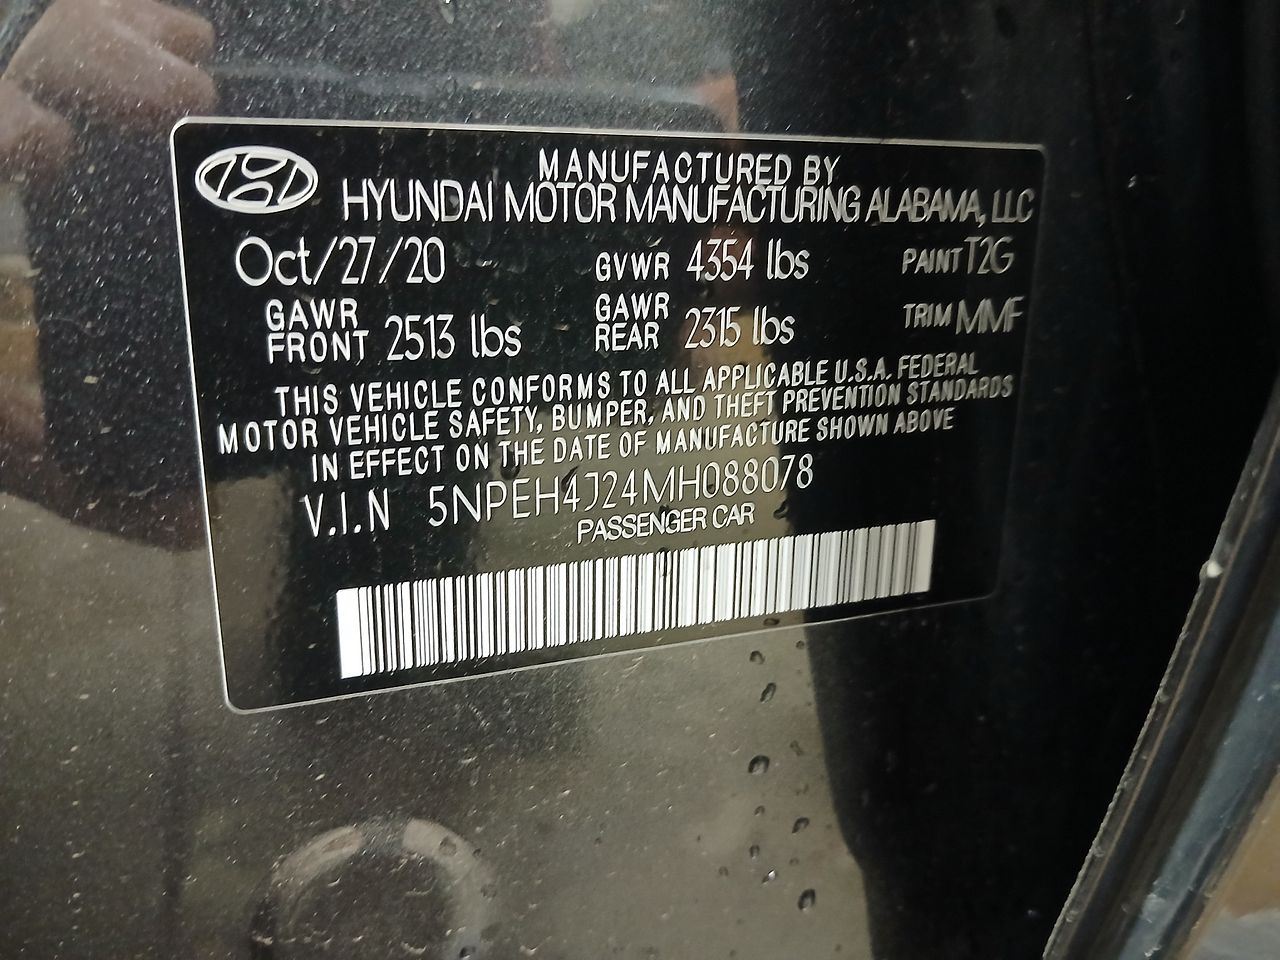 MANUFACTURED BY
HYUNDAI MOTOR MANUFACTURING ALABAMA, LLC
Oct/27/20 GVWR 4354 lbs PAINT T2G
GAWR FRONT 2513 lbs GAWR REAR 2315 lbs TRIM MMF
THIS VEHICLE CONFORMS TO ALL APPLICABLE U.S.A. FEDERAL
MOTOR VEHICLE SAFETY, BUMPER, AND THEFT PREVENTION STANDARDS
IN EFFECT ON THE DATE OF MANUFACTURE SHOWN ABOVE
V.I.N 5NPEH4J24MH088078
PASSENGER CAR